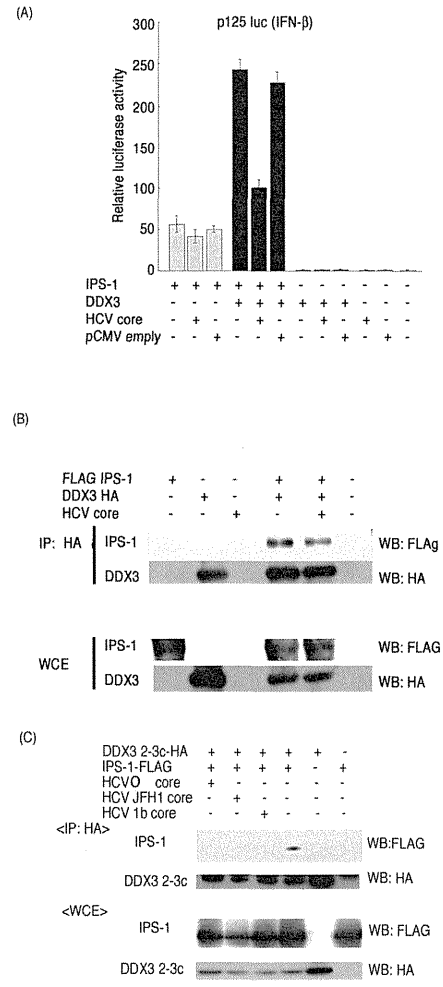 (A)
p125 luc (IFN-β)
Relative luciferase activity
300
250
200
150
100
50
0
IPS-1 + + + + + + - - - - - -
DDX3 - - - + + + + + + - - -
HCV core - + - - + - - + - + - -
pCMV empty - - + - - + - - + - + -
(B)
FLAG IPS-1 + - - + + -
DDX3 HA - + - + + -
HCV core - - + - + -
IP: HA
IPS-1 WB: FLAg
DDX3 WB: HA
WCE
IPS-1 WB: FLAG
DDX3 WB: HA
(C)
DDX3 2-3c-HA + + + + + -
IPS-1-FLAG + + + + - +
HCVO core + - - - - -
HCV JFH1 core - + - - - -
HCV 1b core - - + - - -
<IP: HA>
IPS-1 WB:FLAG
DDX3 2-3c WB: HA
<WCE>
IPS-1 WB: FLAG
DDX3 2-3c WB: HA